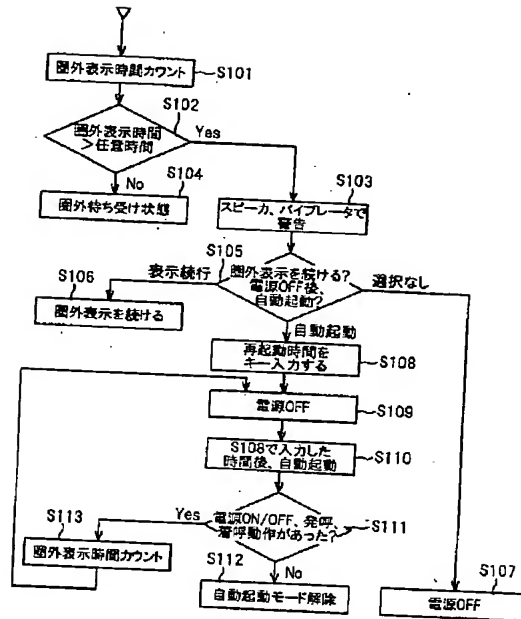 圏外表示時間カウント
S101
S102
圏外表示時間
>任意時間
Yes
No
S104
圏外待ち受け状態
S103
スピーカ、バイブレータで
警告
S105
圏外表示を続ける?
電源OFF後、
自動起動?
表示続行
選択なし
S106
圏外表示を続ける
自動起動
再起動時間を
キー入力する
S108
電源OFF
S109
S108で入力した
時間後、自動起動
S110
電源ON/OFF、発呼、
着呼動作があった?
S111
Yes
S113
圏外表示時間カウント
No
S112
自動起動モード解除
S107
電源OFF